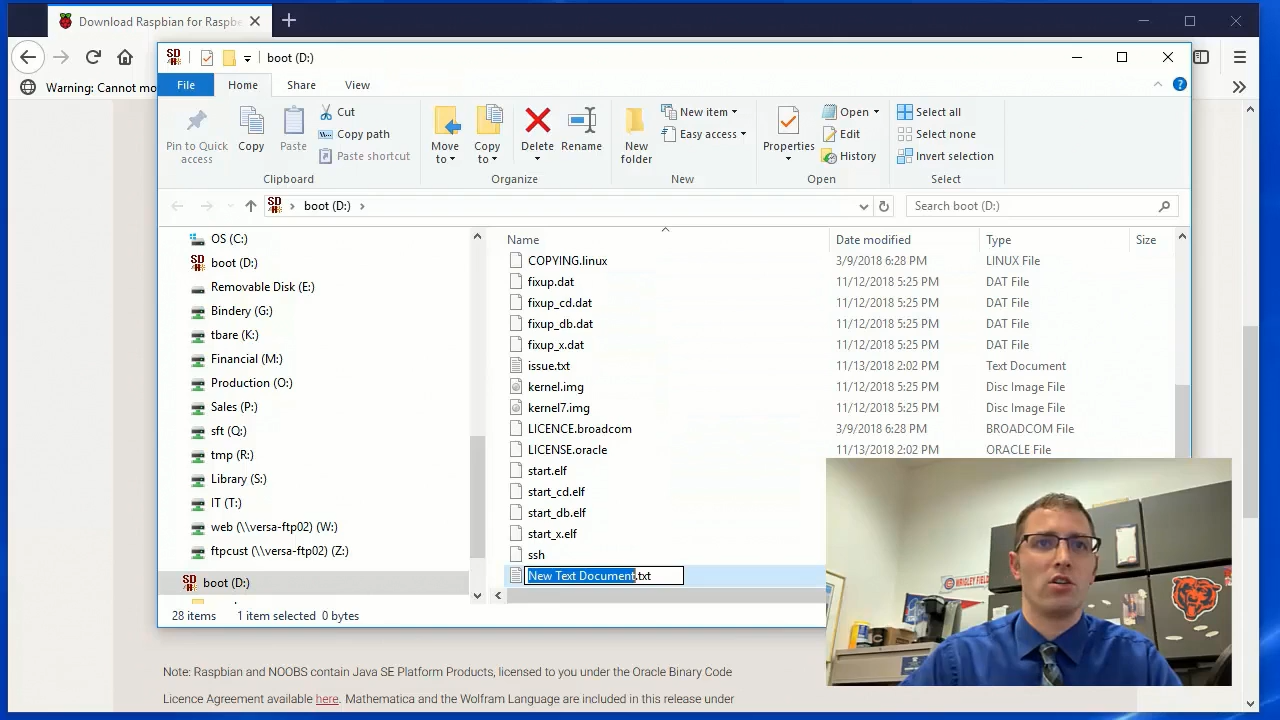 Download Raspbian for Raspbe
Warning: Cannot mo
boot (D:)
File
Home
Share
View
Pin to Quick access
Copy
Paste
Cut
Copy path
Paste shortcut
Clipboard
Move to
Copy to
Delete
Rename
Organize
New folder
New item
Easy access
New
Properties
Open
Edit
History
Open
Select all
Select none
Invert selection
Select
boot (D:)
Search boot (D:)
OS (C:)
boot (D:)
Removable Disk (E:)
Bindery (G:)
tbare (K:)
Financial (M:)
Production (O:)
Sales (P:)
sft (Q:)
tmp (R:)
Library (S:)
IT (T:)
web (\\versa-ftp02) (W:)
ftpcust (\\versa-ftp02) (Z:)
boot (D:)
Name Date modified Type Size
COPYING.linux 3/9/2018 6:28 PM LINUX File
fixup.dat 11/12/2018 5:25 PM DAT File
fixup_cd.dat 11/12/2018 5:25 PM DAT File
fixup_db.dat 11/12/2018 5:25 PM DAT File
fixup_x.dat 11/12/2018 5:25 PM DAT File
issue.txt 11/13/2018 2:02 PM Text Document
kernel.img 11/12/2018 5:25 PM Disc Image File
kernel7.img 11/12/2018 5:25 PM Disc Image File
LICENCE.broadcom 3/9/2018 6:28 PM BROADCOM File
LICENSE.oracle 11/13/2018 2:02 PM ORACLE File
start.elf
start_cd.elf
start_db.elf
start_x.elf
ssh
New Text Document.txt
28 items 1 item selected 0 bytes
WRIGLEY FIELD
Note: Raspbian and NOOBS contain Java SE Platform Products, licensed to you under the Oracle Binary Code
Licence Agreement available here. Mathematica and the Wolfram Language are included in this release under